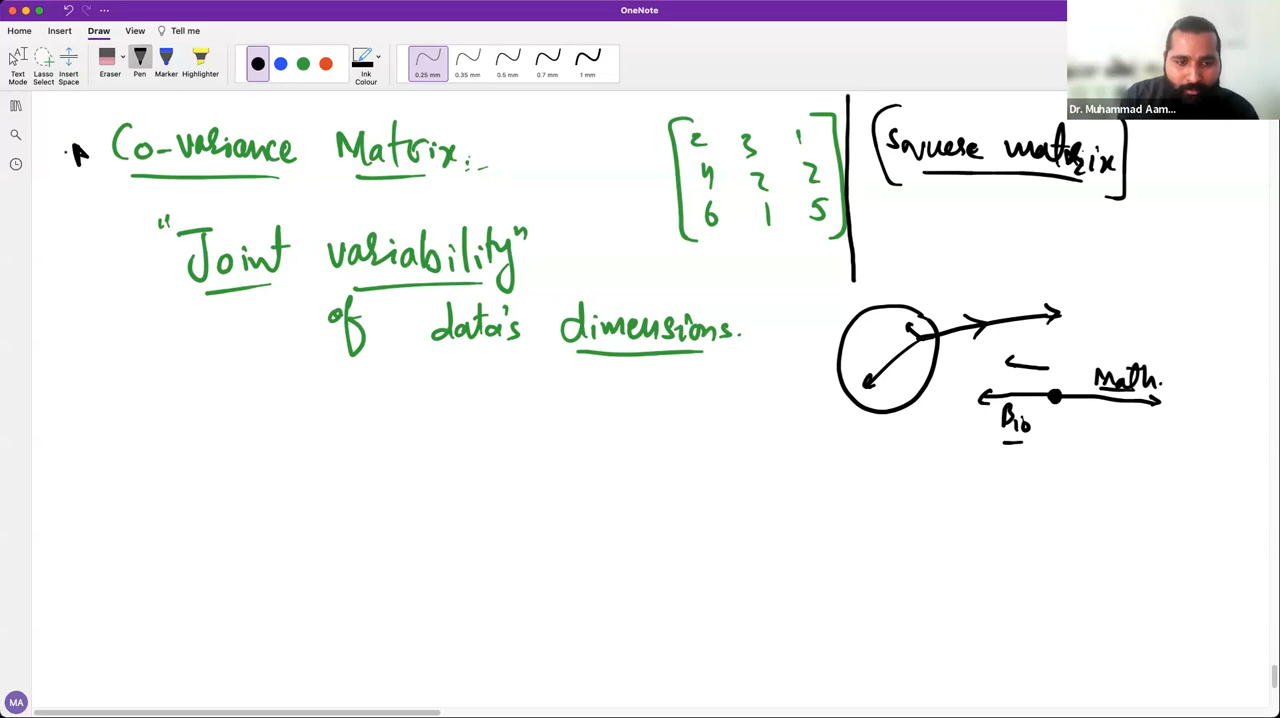 OneNote
Home Insert Draw View Tell me
Text Mode
Lasso Select
Insert Space
Eraser
Pen
Marker
Highlighter
Ink Colour
0.25 mm
0.35 mm
0.5 mm
0.7 mm
1 mm
Dr. Muhammad Aam...
Co-variance Matrix:-
2 3 1
4 2 2
6 1 5
[Squere matrix]
"Joint variability"
of data's dimensions.
Math.
Bio
MA